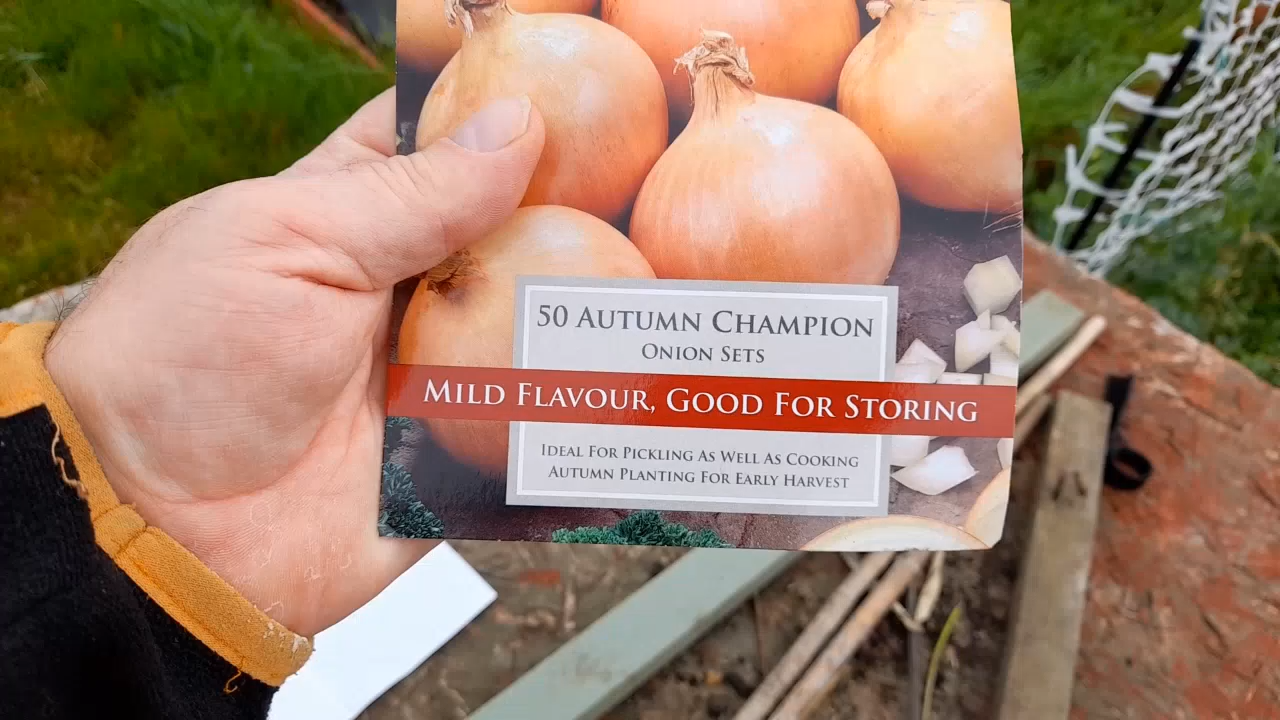 50 Autumn Champion
Onion Sets
Mild Flavour, Good For Storing
Ideal For Pickling As Well As Cooking
Autumn Planting For Early Harvest